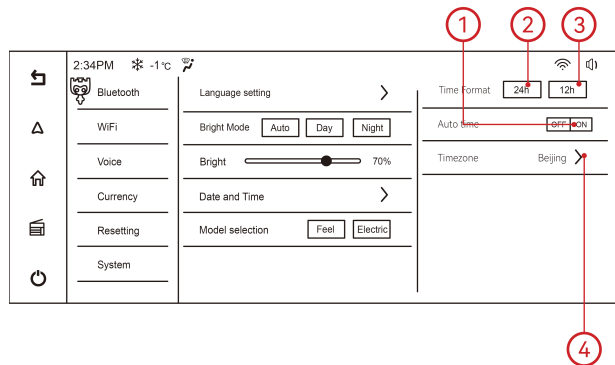 1 2 3
2:34PM -1℃
Bluetooth
WiFi
Voice
Currency
Resetting
System
Language setting
Bright Mode Auto Day Night
Bright 70%
Date and Time
Model selection Feel Electric
Time Format 24h 12h
Auto time OFF ON
Timezone Beijing
4